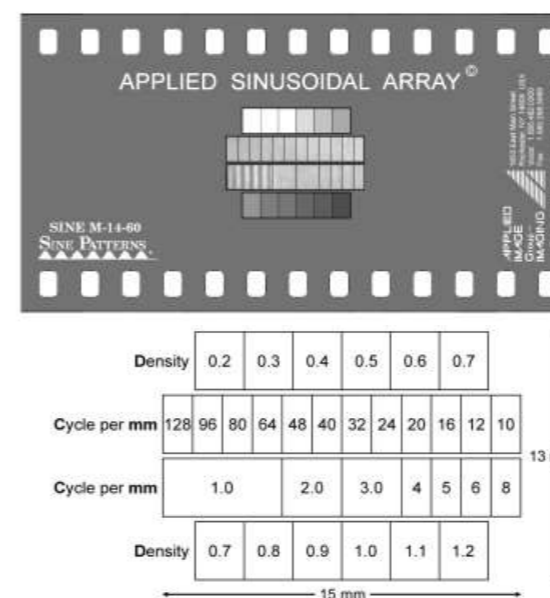 APPLIED SINUSOIDAL ARRAY©
SINE M-14-60
SINE PATTERNS
APPLIED
IMAGE
Group
IMAGING
Density 0.2 0.3 0.4 0.5 0.6 0.7
Cycle per mm 128 96 80 64 48 40 32 24 20 16 12 10
13
Cycle per mm 1.0 2.0 3.0 4 5 6 8
Density 0.7 0.8 0.9 1.0 1.1 1.2
15 mm